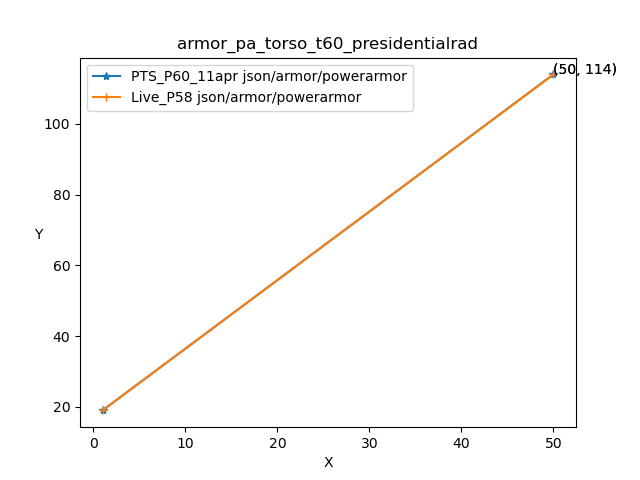 armor_pa_torso_t60_presidentialrad
PTS_P60_11apr json/armor/powerarmor
Live_P58 json/armor/powerarmor
(50, 114)
100
80
Y
60
40
20
0 10 20 30 40 50
X